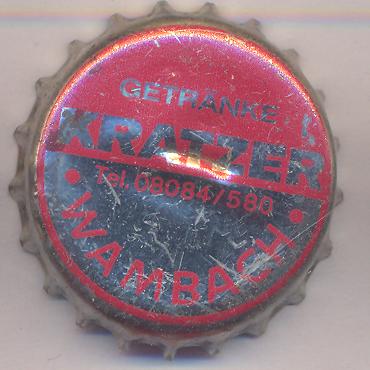 GETRÄNKE
KRATZER
Tel. 08084/580
• WAMBACH •